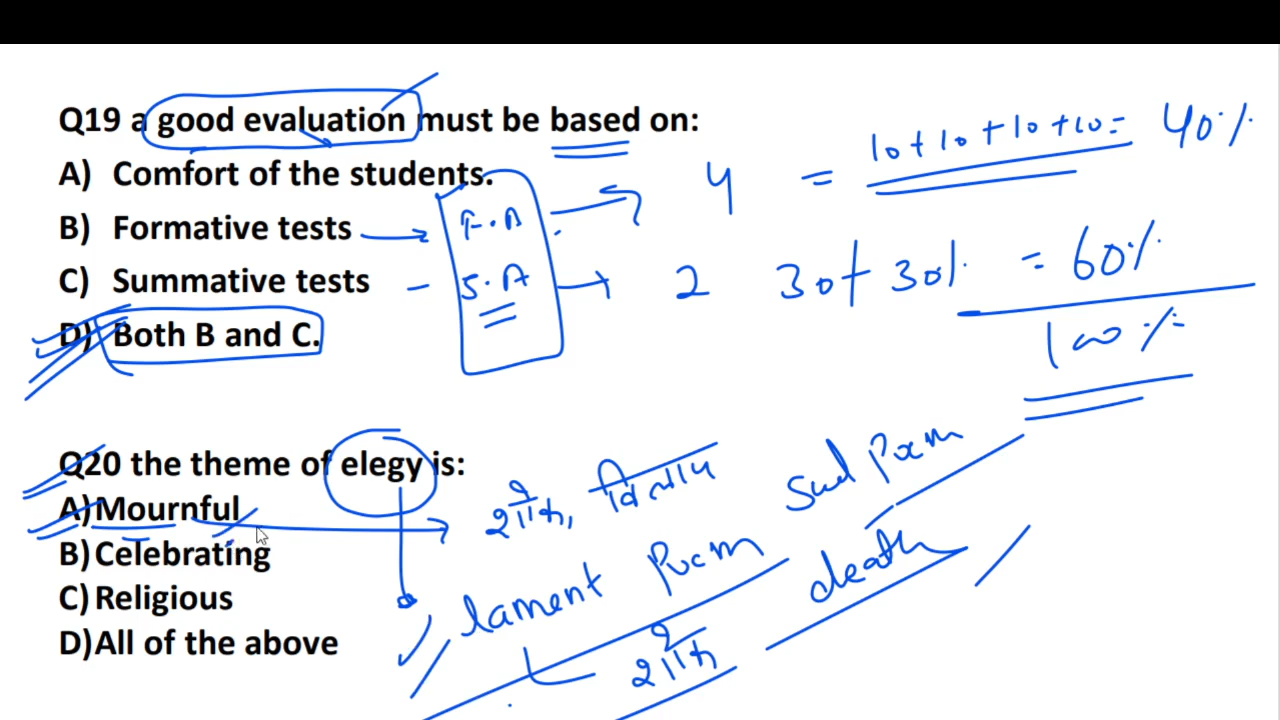 Q19 a good evaluation must be based on:
A) Comfort of the students.
B) Formative tests
C) Summative tests
D) Both B and C.
F.A
S.A
4 = 10+10+10+10= 40%
2 30+30% = 60%
100%
Q20 the theme of elegy is:
A) Mournful
B) Celebrating
C) Religious
D) All of the above
शोक,
Sad Poem
lament Poem
death
शोक